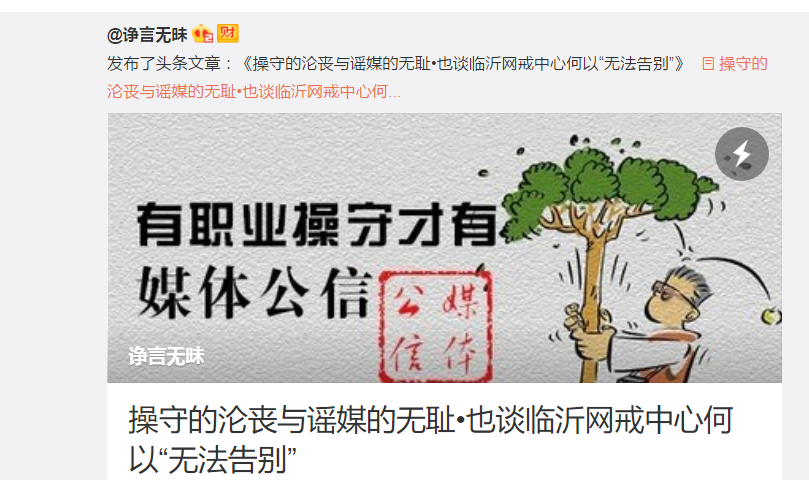 @诤言无昧 财
发布了头条文章：《操守的沦丧与谣媒的无耻•也谈临沂网戒中心何以“无法告别”》 操守的
沦丧与谣媒的无耻•也谈临沂网戒中心何...
有职业操守才有
媒体公信
公媒
信体
诤言无昧
操守的沦丧与谣媒的无耻•也谈临沂网戒中心何
以“无法告别”